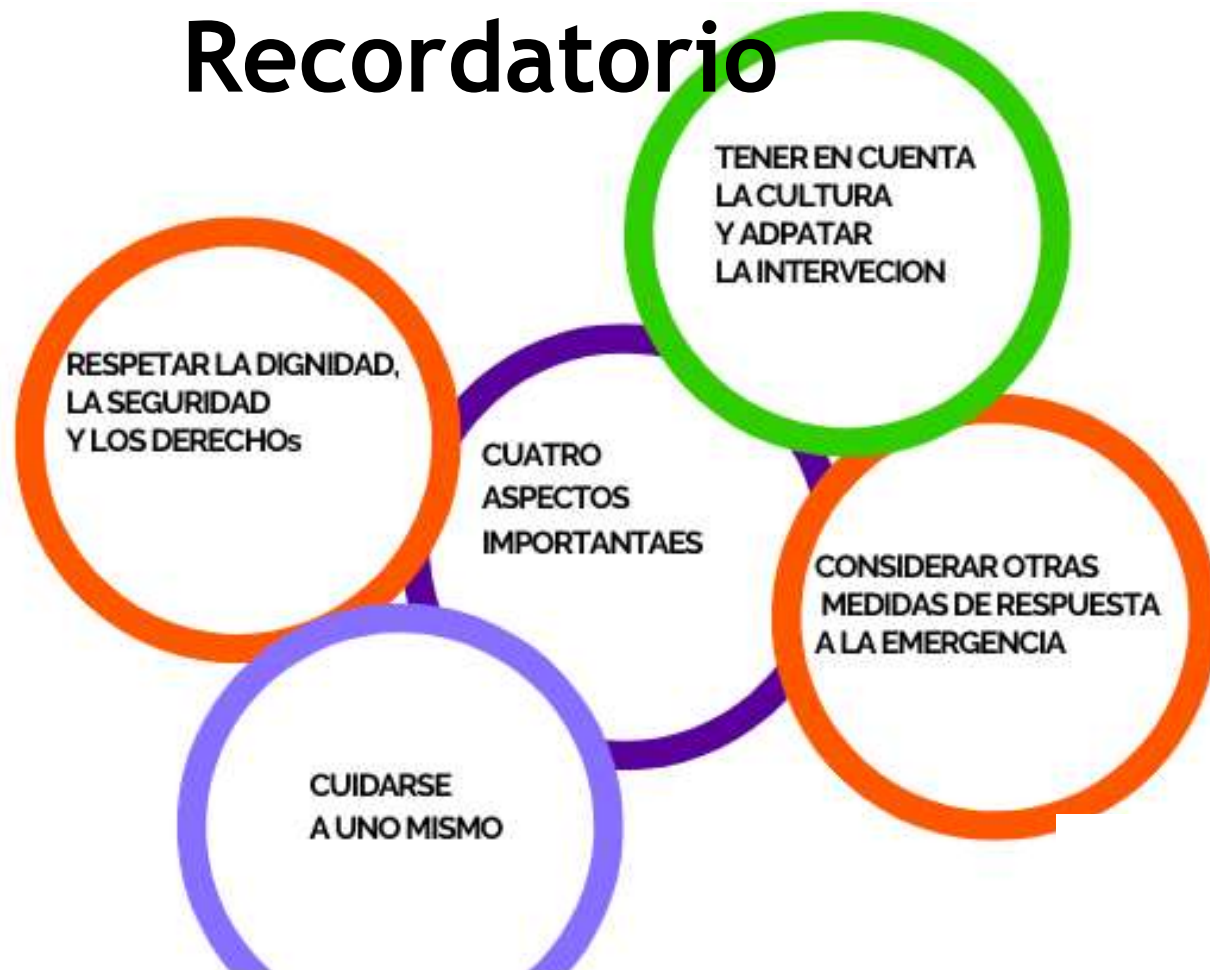 Recordatorio
TENER EN CUENTA
LA CULTURA
Y ADPATAR
LA INTERVECION
RESPETAR LA DIGNIDAD,
LA SEGURIDAD
Y LOS DERECHOs
CUATRO
ASPECTOS
IMPORTANTAES
CONSIDERAR OTRAS
MEDIDAS DE RESPUESTA
A LA EMERGENCIA
CUIDARSE
A UNO MISMO